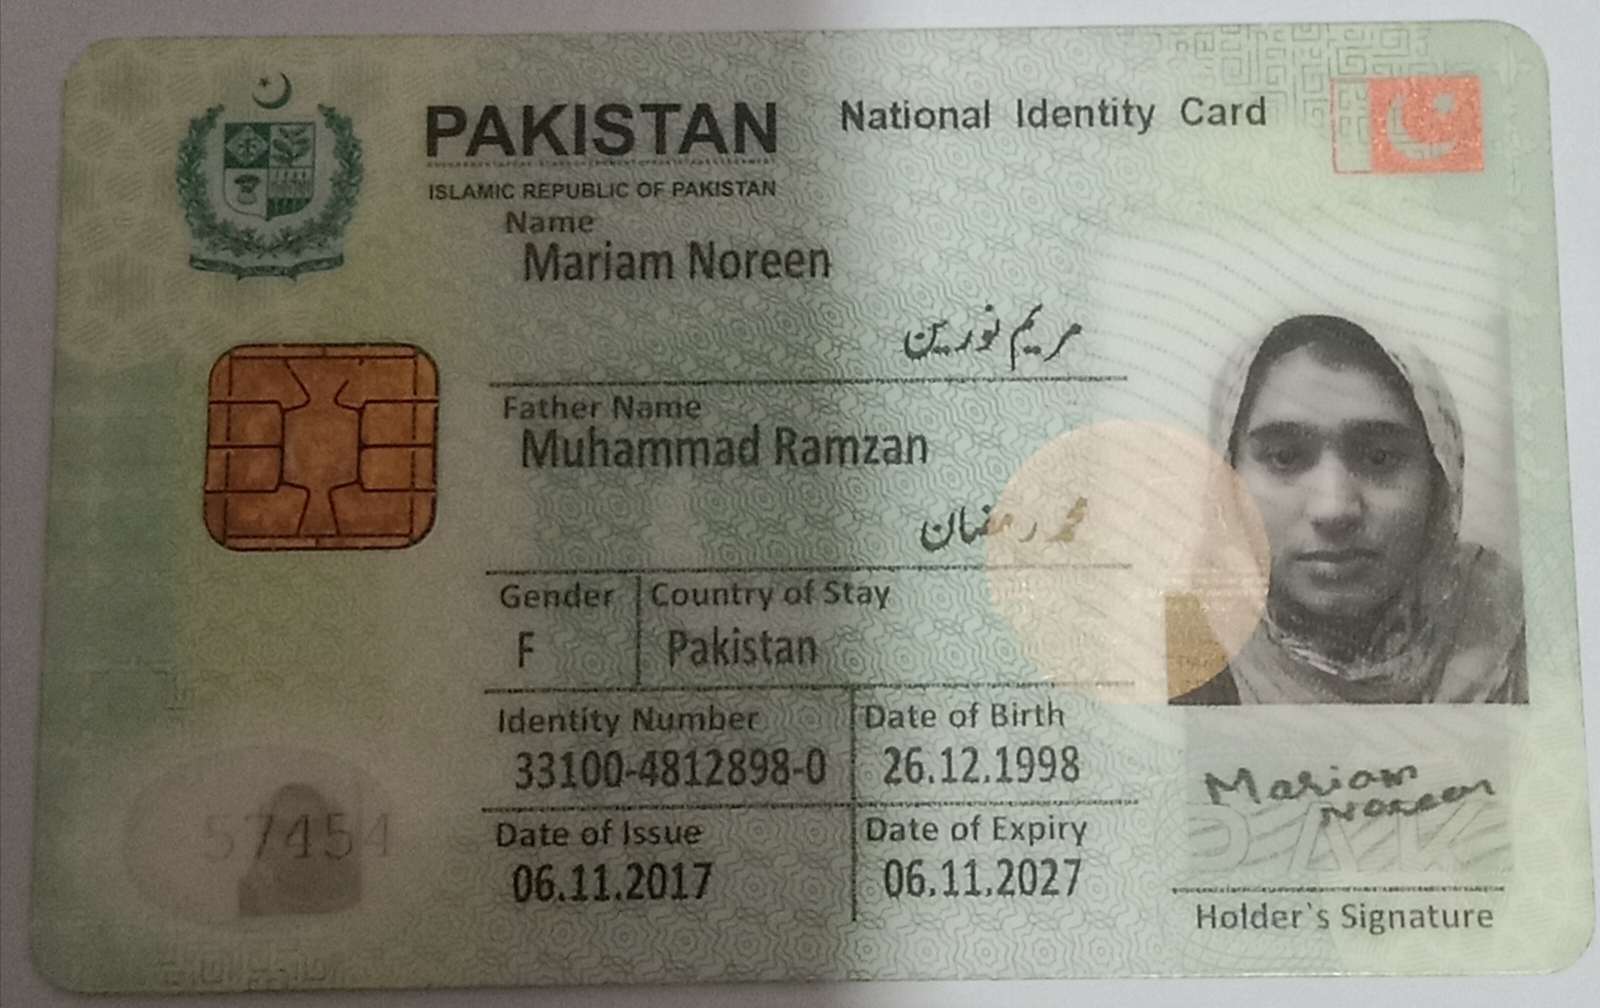 PAKISTAN National Identity Card
ISLAMIC REPUBLIC OF PAKISTAN
Name
Mariam Noreen
مریم نورین
Father Name
Muhammad Ramzan
محمد رمضان
Gender Country of Stay
F Pakistan
Identity Number Date of Birth
33100-4812898-0 26.12.1998
Date of Issue Date of Expiry
06.11.2017 06.11.2027
57454
Mariam
Noreen
PAK
Holder`s Signature